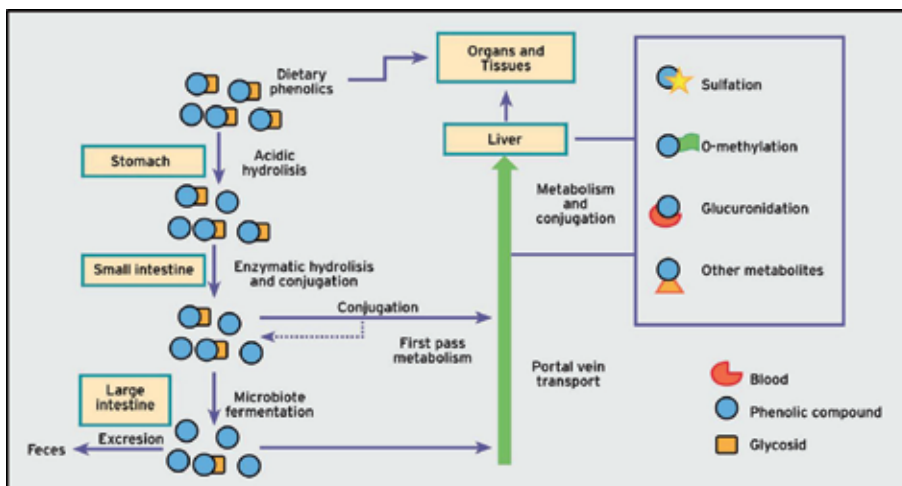 Dietary
phenolics
Organs and
Tissues
Stomach
Acidic
hydrolisis
Liver
Metabolism
and
conjugation
Sulfation
O-methylation
Glucuronidation
Other metabolites
Small intestine
Enzymatic hydrolisis
and conjugation
Conjugation
First pass
metabolism
Portal vein
transport
Large
intestine
Microbiote
fermentation
Feces
Excresion
Blood
Phenolic compound
Glycosid